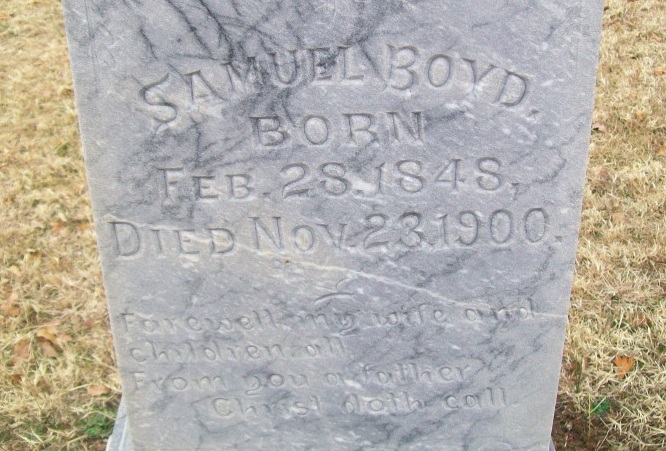 SAMUEL BOYD.
BORN
FEB. 28. 1848,
DIED NOV. 23. 1900.
Farewell, my wife and
children all
From you a father
Christ doth call